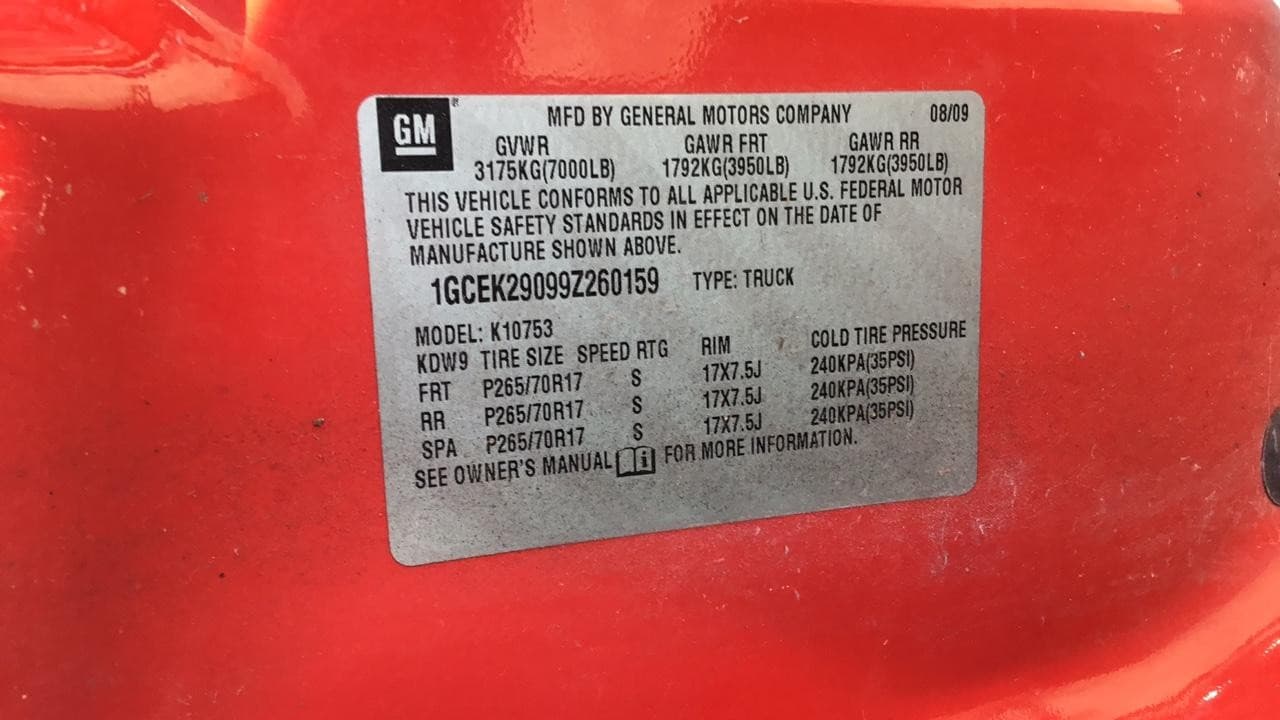 GM® MFD BY GENERAL MOTORS COMPANY 08/09
GVWR GAWR FRT GAWR RR
3175KG(7000LB) 1792KG(3950LB) 1792KG(3950LB)
THIS VEHICLE CONFORMS TO ALL APPLICABLE U.S. FEDERAL MOTOR
VEHICLE SAFETY STANDARDS IN EFFECT ON THE DATE OF
MANUFACTURE SHOWN ABOVE.
1GCEK29099Z260159 TYPE: TRUCK
MODEL: K10753
KDW9 TIRE SIZE SPEED RTG RIM COLD TIRE PRESSURE
FRT P265/70R17 S 17X7.5J 240KPA(35PSI)
RR P265/70R17 S 17X7.5J 240KPA(35PSI)
SPA P265/70R17 S 17X7.5J 240KPA(35PSI)
SEE OWNER'S MANUAL FOR MORE INFORMATION.